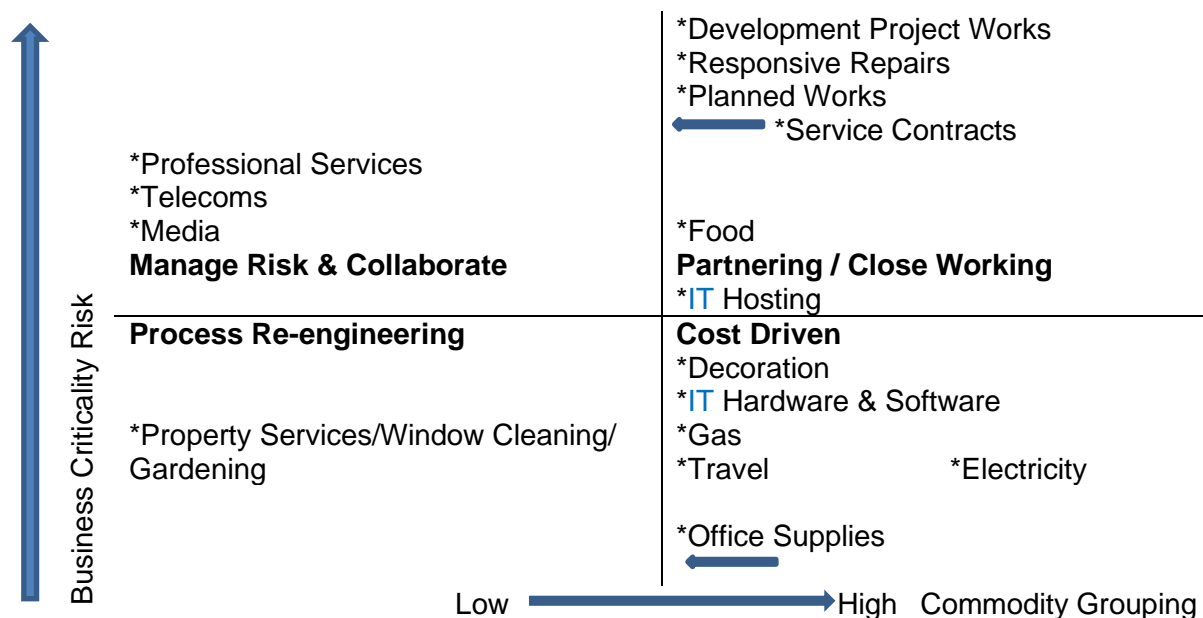 *Development Project Works
*Responsive Repairs
*Planned Works
*Service Contracts
*Professional Services
*Telecoms
*Media
*Food
Manage Risk & Collaborate
Partnering / Close Working
*IT Hosting
Process Re-engineering
Cost Driven
*Decoration
*IT Hardware & Software
*Property Services/Window Cleaning/
Gardening
*Gas
*Travel
*Electricity
*Office Supplies
Business Criticality Risk
Low
High
Commodity Grouping